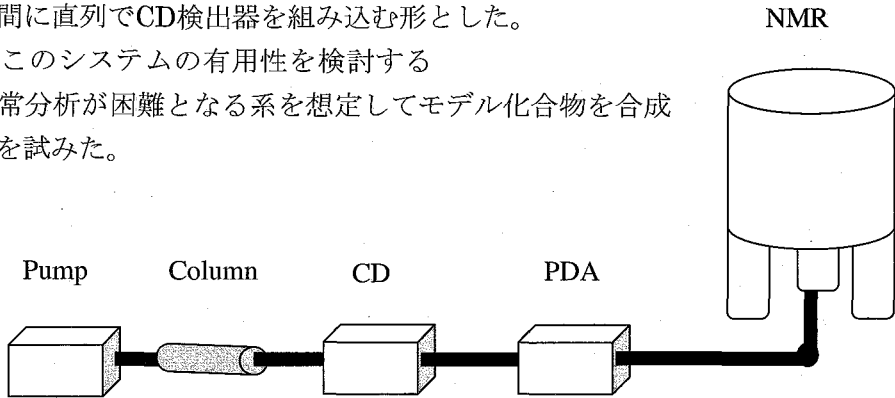 間に直列でCD検出器を組み込む形とした。
このシステムの有用性を検討する
常分析が困難となる系を想定してモデル化合物を合成
を試みた。
NMR
Pump Column CD PDA